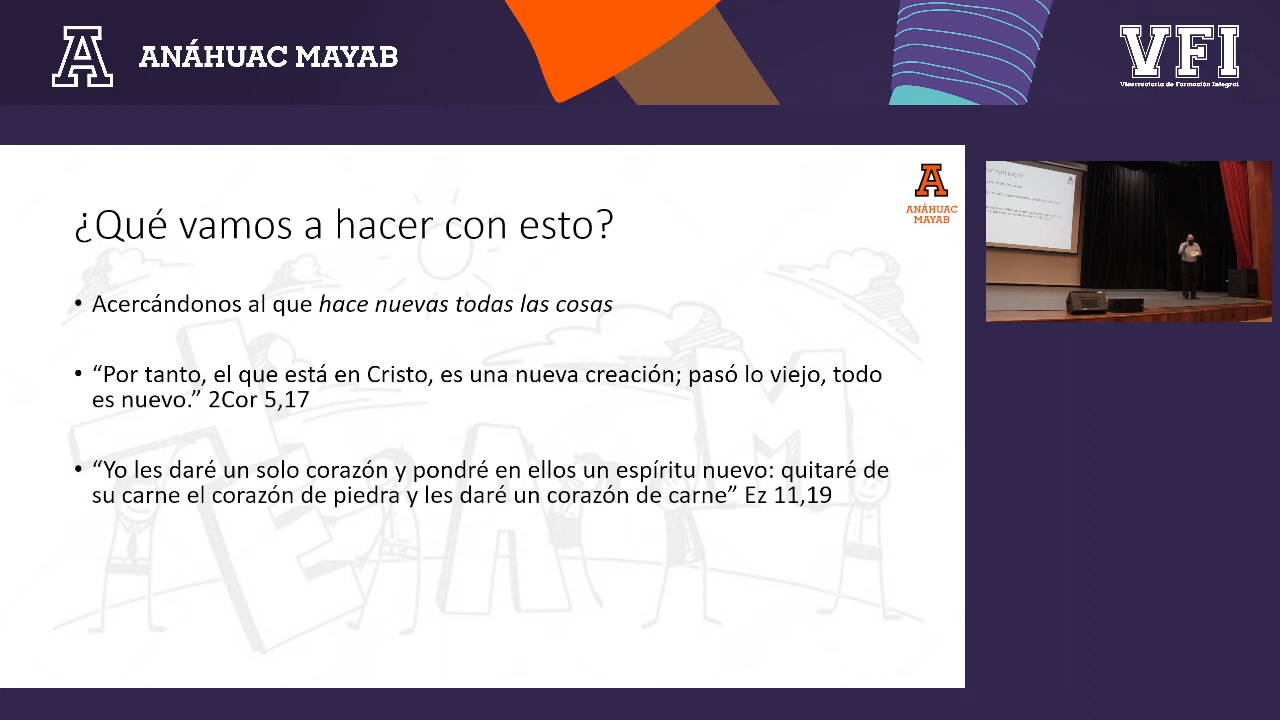 ANÁHUAC MAYAB
VFI
Vicerrectoría de Formación Integral
ANÁHUAC
MAYAB
¿Qué vamos a hacer con esto?
• Acercándonos al que hace nuevas todas las cosas
• “Por tanto, el que está en Cristo, es una nueva creación; pasó lo viejo, todo
es nuevo.” 2Cor 5,17
• “Yo les daré un solo corazón y pondré en ellos un espíritu nuevo: quitaré de
su carne el corazón de piedra y les daré un corazón de carne” Ez 11,19
TEAM